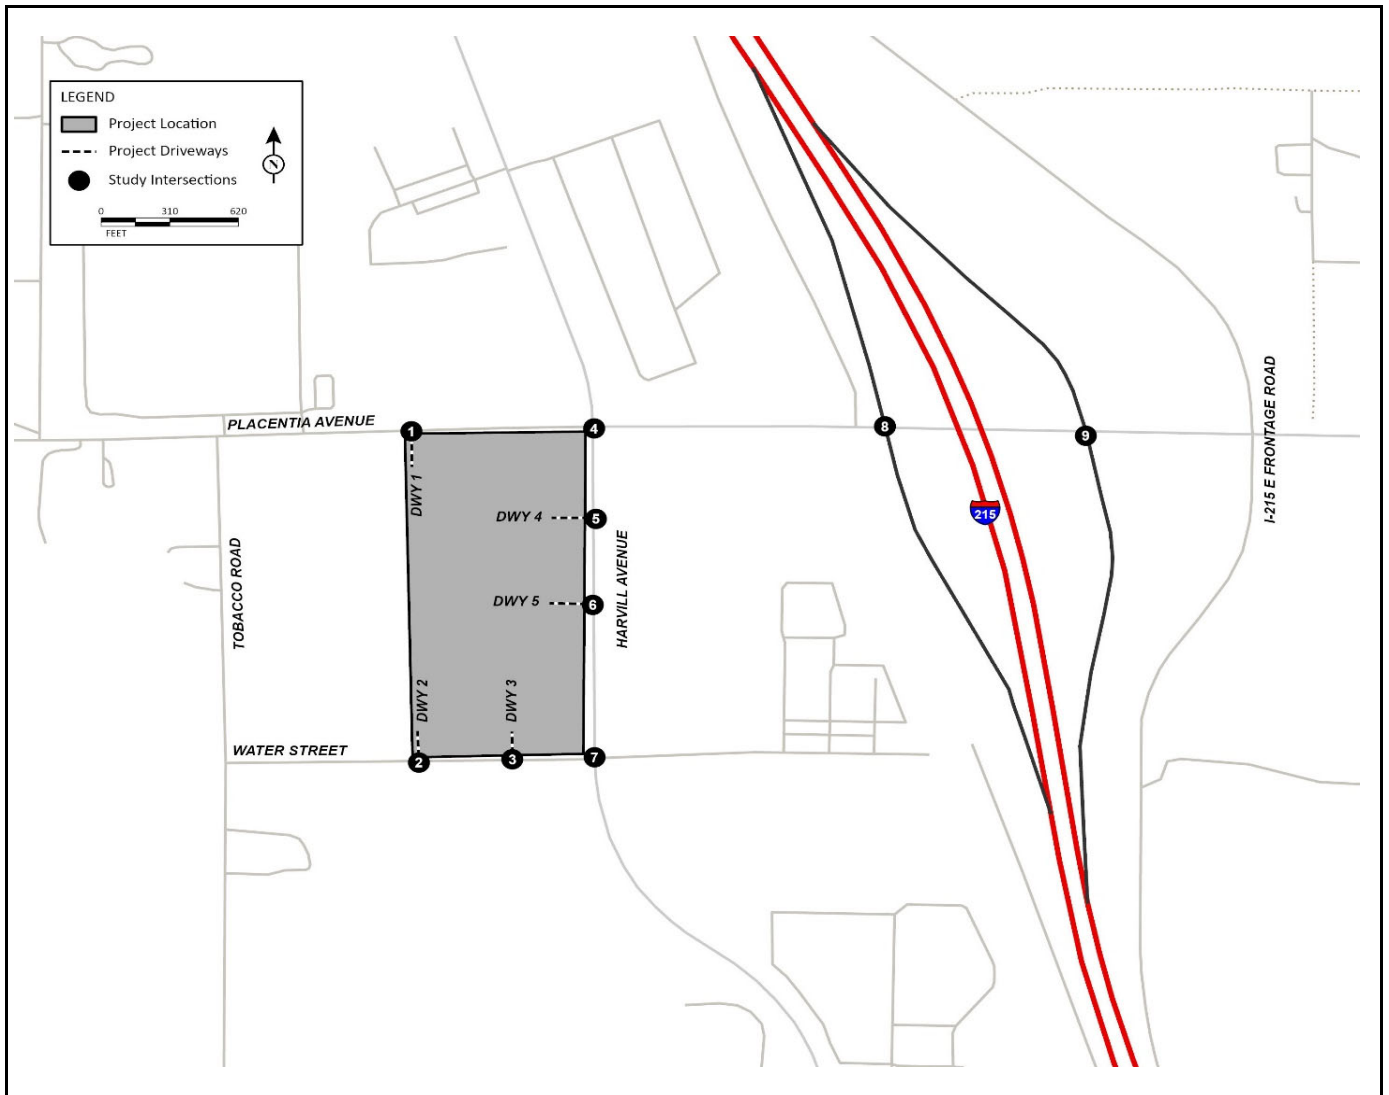 LEGEND
Project Location
Project Driveways
Study Intersections
N
0 310 620
FEET
PLACENTIA AVENUE
1
4
8
9
DWY 1
DWY 4
5
215
I-215 E FRONTAGE ROAD
TOBACCO ROAD
DWY 5
6
HARVILL AVENUE
DWY 2
DWY 3
WATER STREET
2
3
7